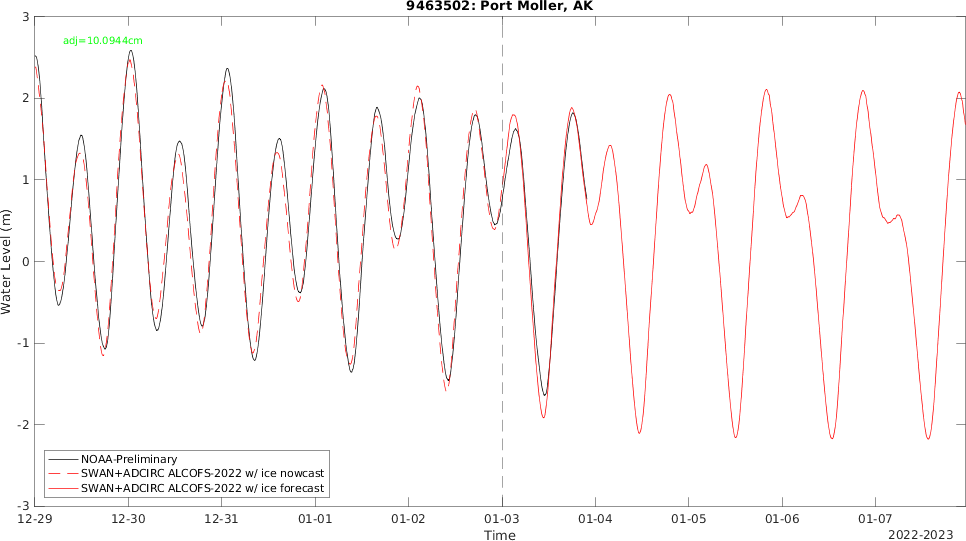 9463502: Port Moller, AK
adj=10.0944cm
3
2
1
0
-1
-2
-3
Water Level (m)
NOAA-Preliminary
SWAN+ADCIRC ALCOFS-2022 w/ ice nowcast
SWAN+ADCIRC ALCOFS-2022 w/ ice forecast
12-29 12-30 12-31 01-01 01-02 01-03 01-04 01-05 01-06 01-07
Time
2022-2023